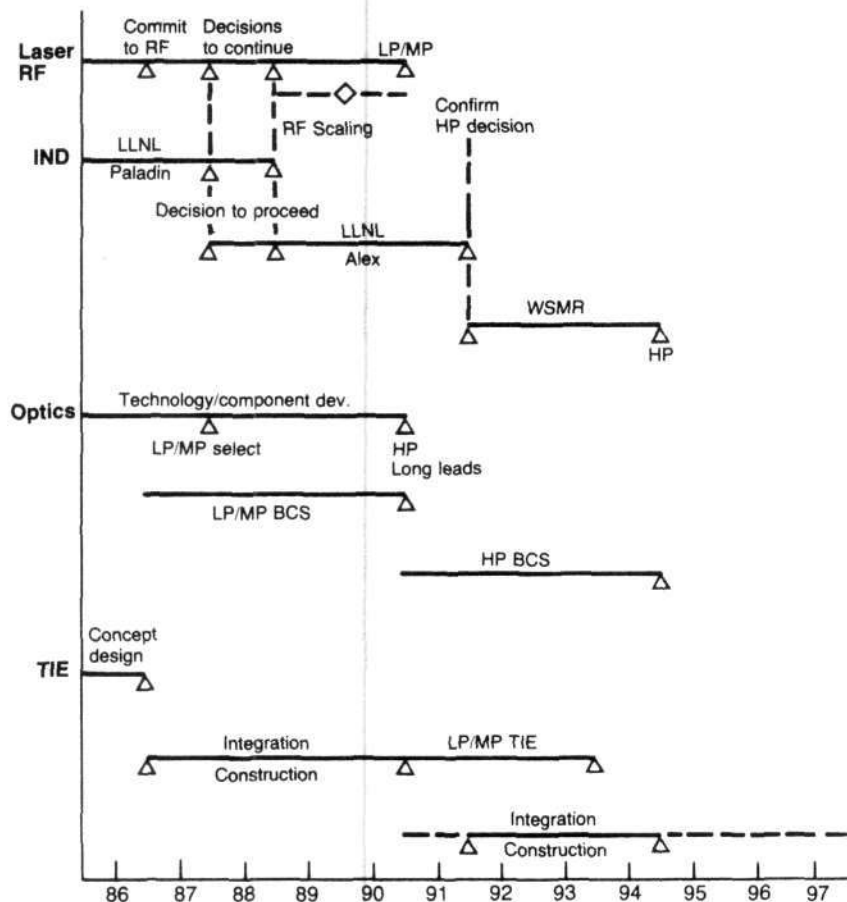 Commit
to RF
Decisions
to continue
LP/MP
Laser
RF
RF Scaling
Confirm
HP decision
IND
LLNL
Paladin
Decision to proceed
LLNL
Alex
WSMR
HP
Optics
Technology/component dev.
LP/MP select
HP
Long leads
LP/MP BCS
HP BCS
Concept
design
TIE
Integration
Construction
LP/MP TIE
Integration
Construction
86 87 88 89 90 91 92 93 94 95 96 97